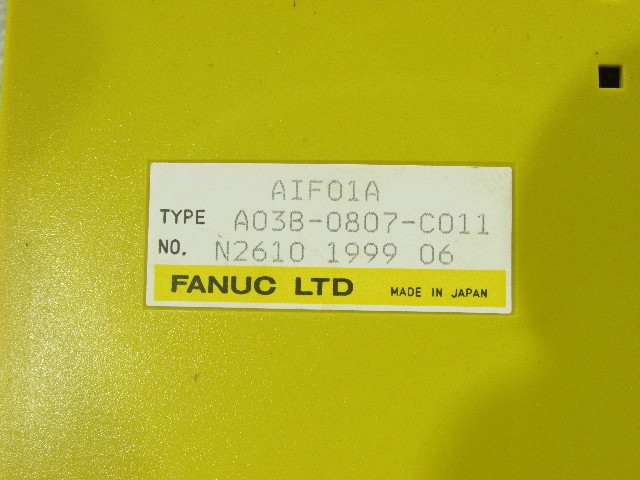 AIF01A
TYPE A03B-0807-C011
NO. N2610 1999 06
FANUC LTD MADE IN JAPAN